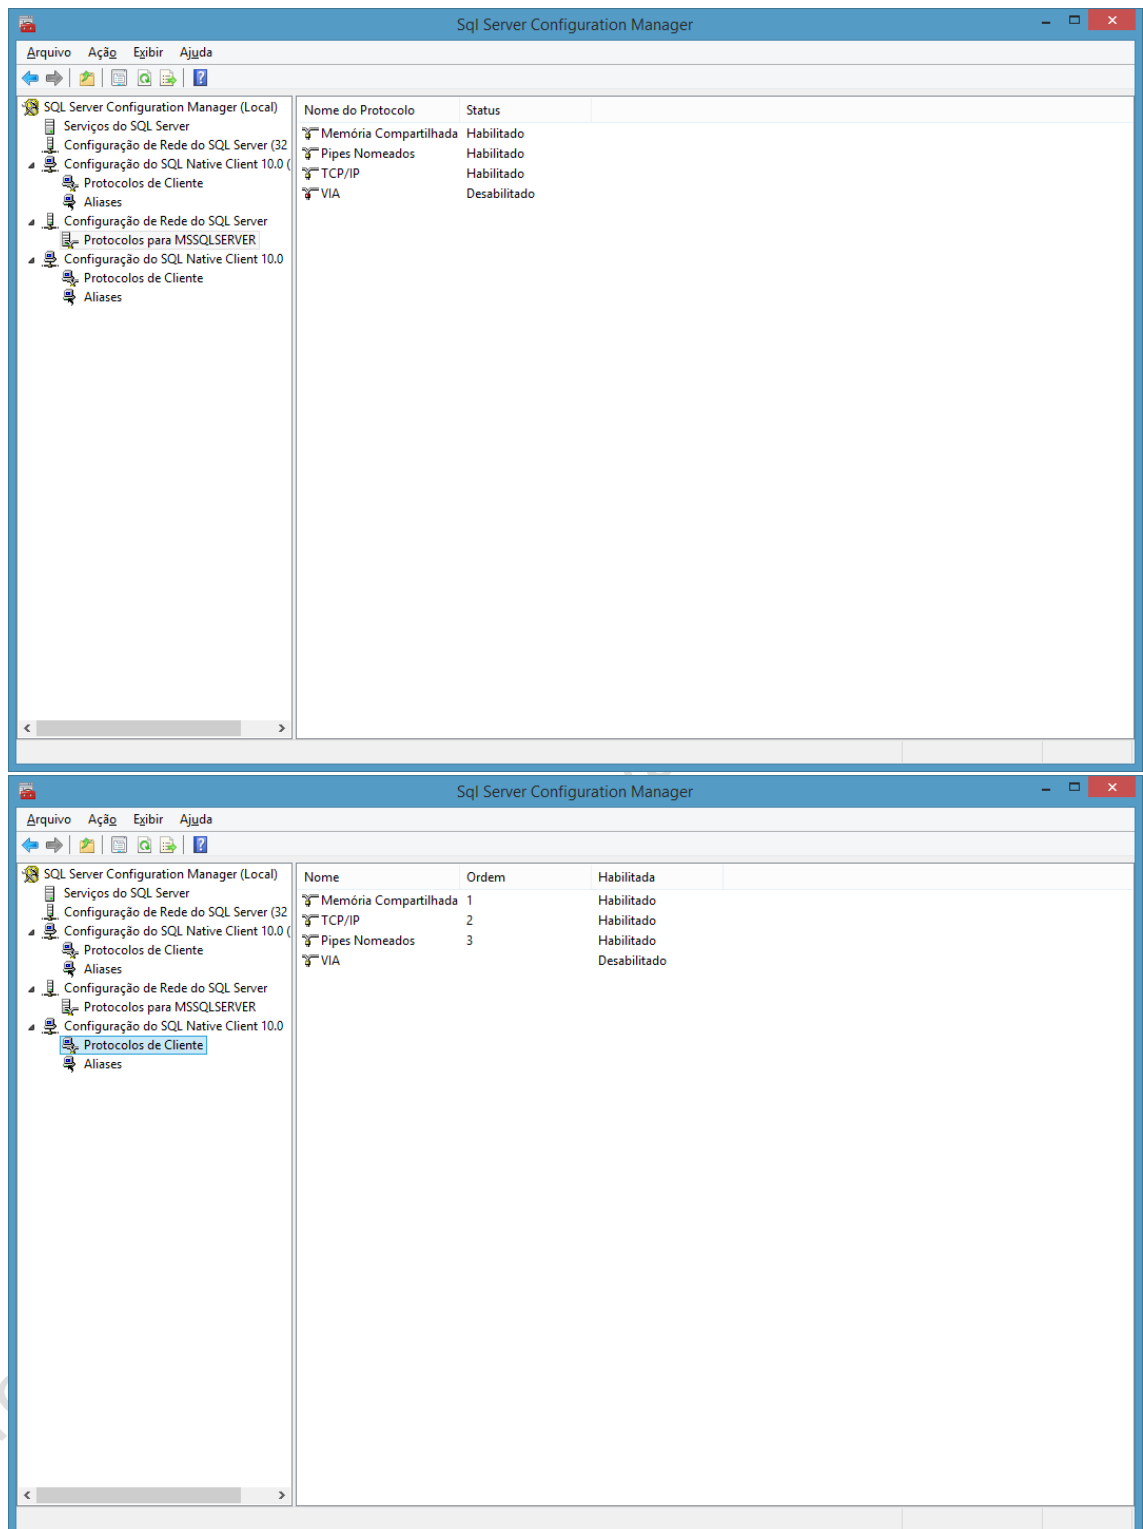 Sql Server Configuration Manager
Arquivo Ação Exibir Ajuda
SQL Server Configuration Manager (Local)
Serviços do SQL Server
Configuração de Rede do SQL Server (32
Configuração do SQL Native Client 10.0 (
Protocolos de Cliente
Aliases
Configuração de Rede do SQL Server
Protocolos para MSSQLSERVER
Configuração do SQL Native Client 10.0
Protocolos de Cliente
Aliases
Nome do Protocolo Status
Memória Compartilhada Habilitado
Pipes Nomeados Habilitado
TCP/IP Habilitado
VIA Desabilitado
Sql Server Configuration Manager
Arquivo Ação Exibir Ajuda
SQL Server Configuration Manager (Local)
Serviços do SQL Server
Configuração de Rede do SQL Server (32
Configuração do SQL Native Client 10.0 (
Protocolos de Cliente
Aliases
Configuração de Rede do SQL Server
Protocolos para MSSQLSERVER
Configuração do SQL Native Client 10.0
Protocolos de Cliente
Aliases
Nome Ordem Habilitada
Memória Compartilhada 1 Habilitado
TCP/IP 2 Habilitado
Pipes Nomeados 3 Habilitado
VIA Desabilitado